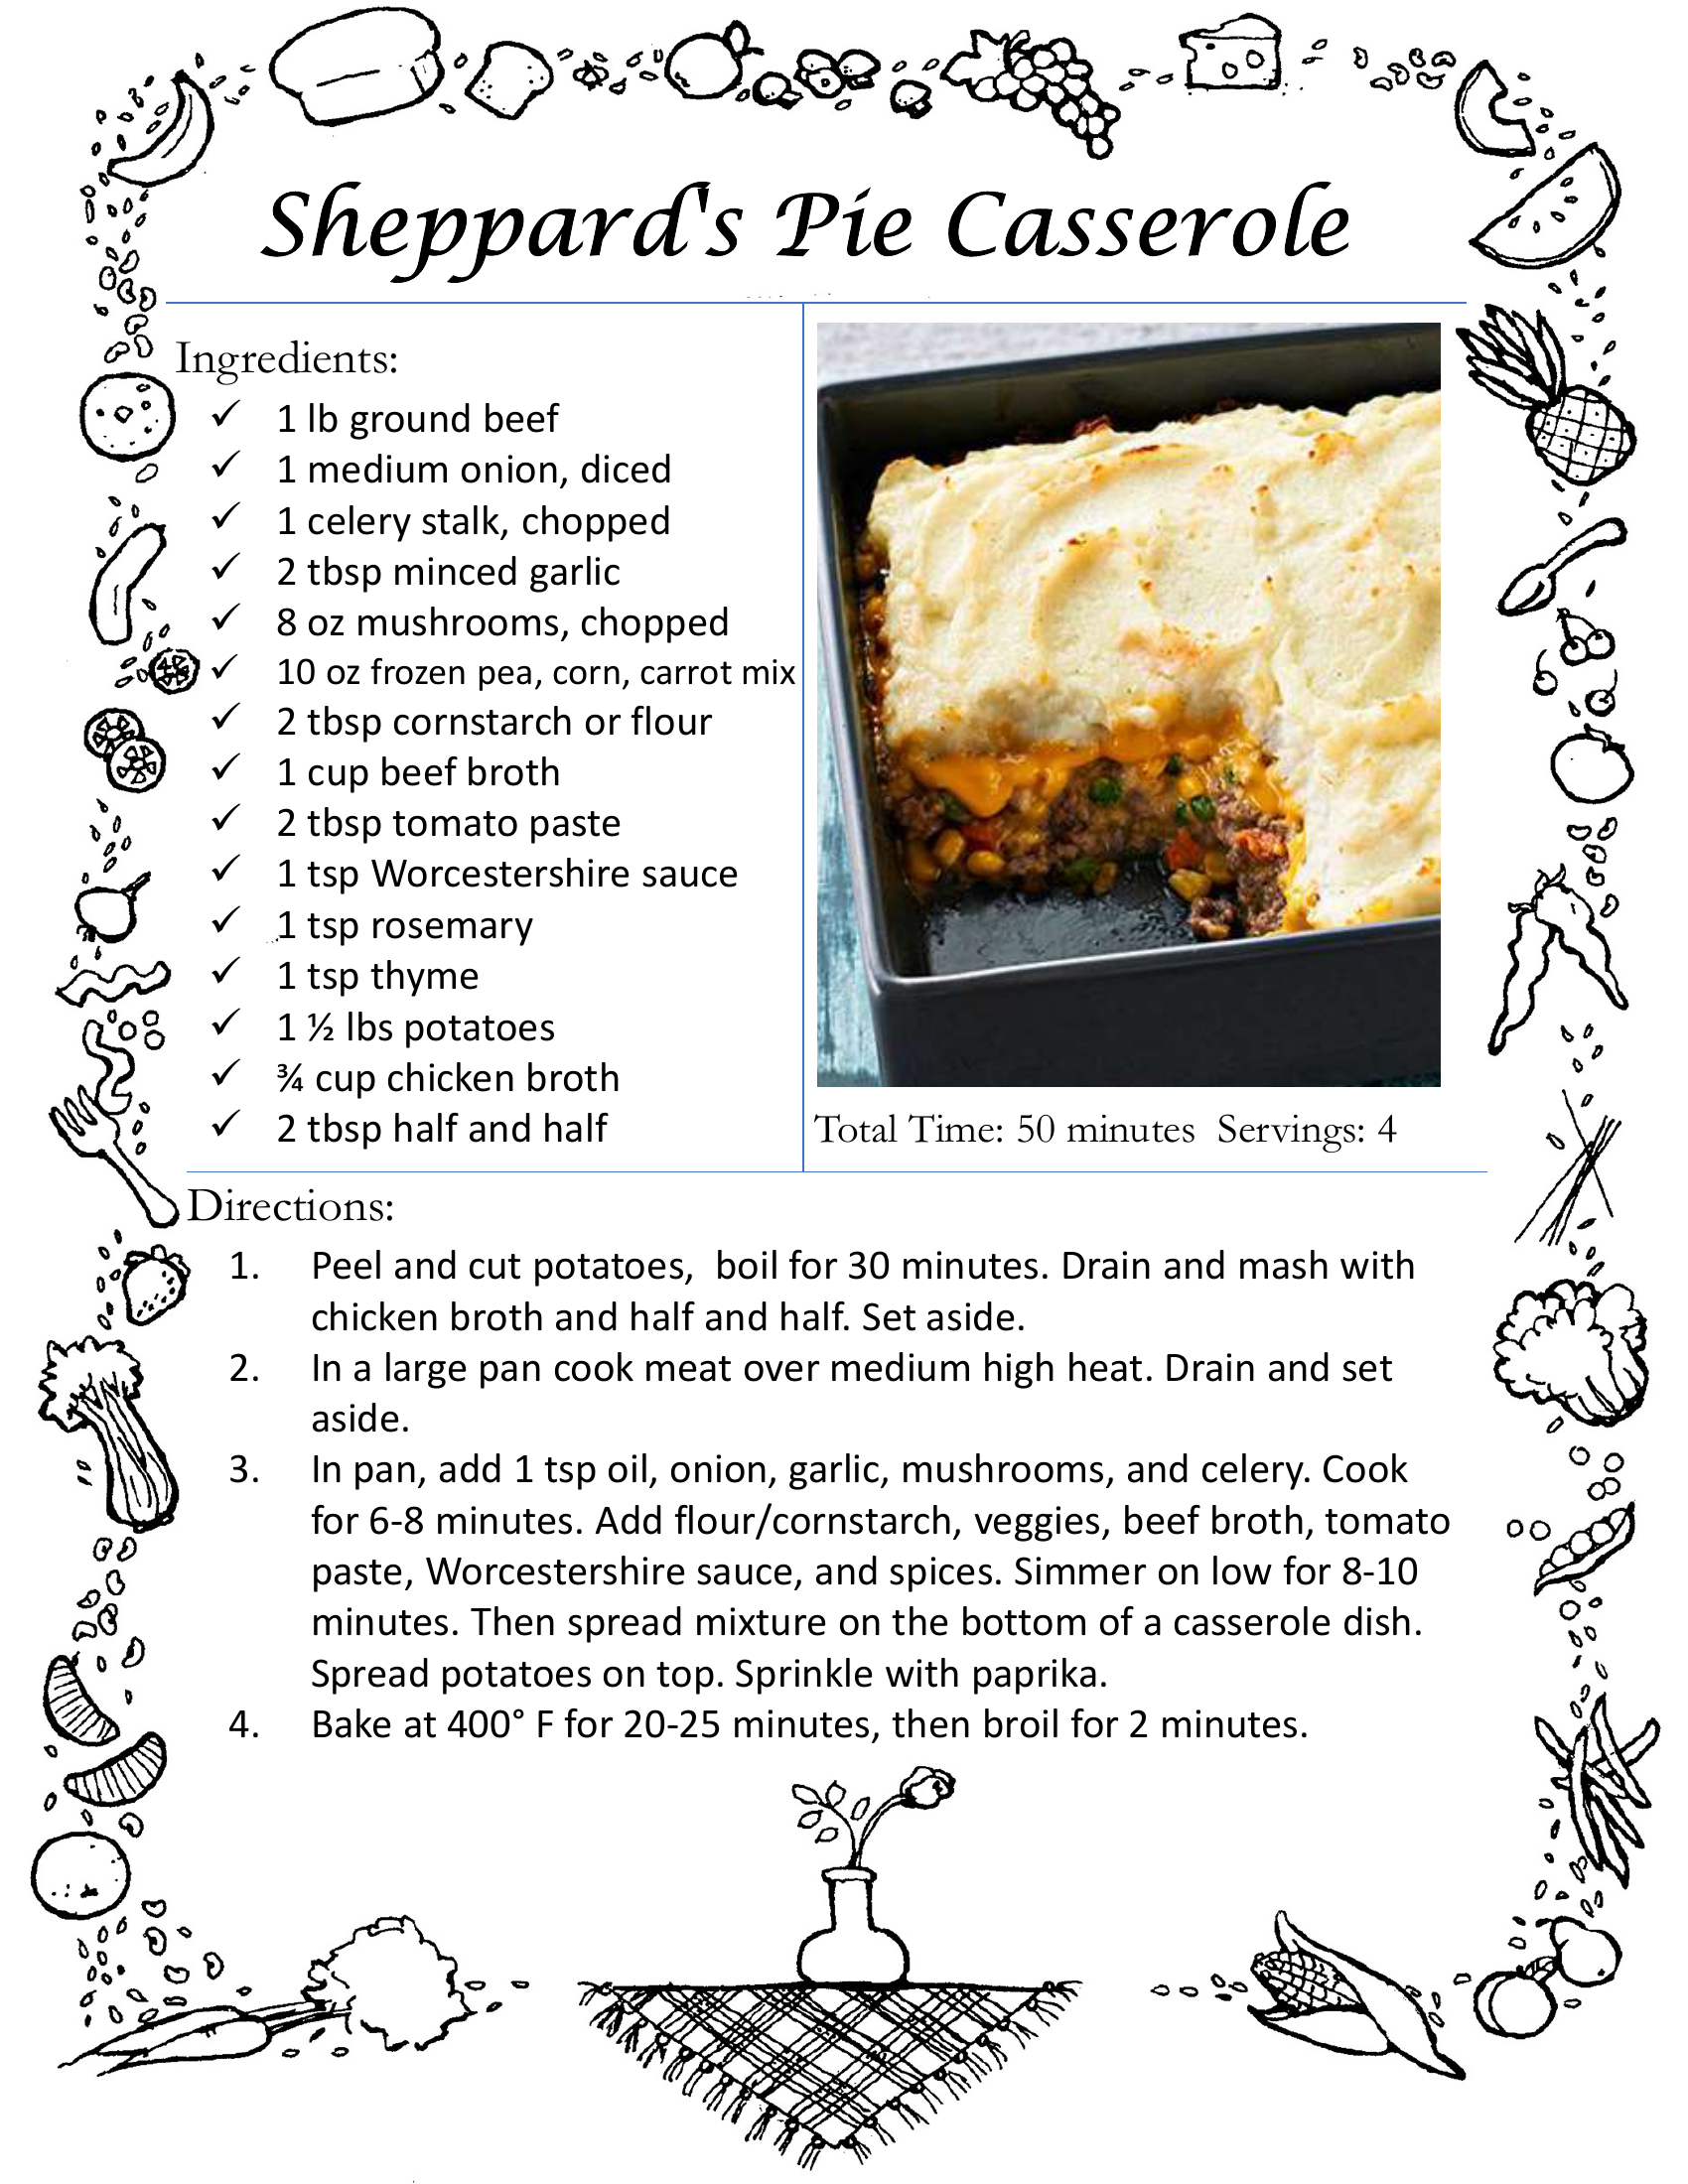 Sheppard's Pie Casserole
Ingredients:
✓ 1 lb ground beef
✓ 1 medium onion, diced
✓ 1 celery stalk, chopped
✓ 2 tbsp minced garlic
✓ 8 oz mushrooms, chopped
✓ 10 oz frozen pea, corn, carrot mix
✓ 2 tbsp cornstarch or flour
✓ 1 cup beef broth
✓ 2 tbsp tomato paste
✓ 1 tsp Worcestershire sauce
✓ 1 tsp rosemary
✓ 1 tsp thyme
✓ 1 ½ lbs potatoes
✓ ¾ cup chicken broth
✓ 2 tbsp half and half
Total Time: 50 minutes  Servings: 4
Directions:
1. Peel and cut potatoes,  boil for 30 minutes. Drain and mash with
chicken broth and half and half. Set aside.
2. In a large pan cook meat over medium high heat. Drain and set
aside.
3. In pan, add 1 tsp oil, onion, garlic, mushrooms, and celery. Cook
for 6-8 minutes. Add flour/cornstarch, veggies, beef broth, tomato
paste, Worcestershire sauce, and spices. Simmer on low for 8-10
minutes. Then spread mixture on the bottom of a casserole dish.
Spread potatoes on top. Sprinkle with paprika.
4. Bake at 400° F for 20-25 minutes, then broil for 2 minutes.